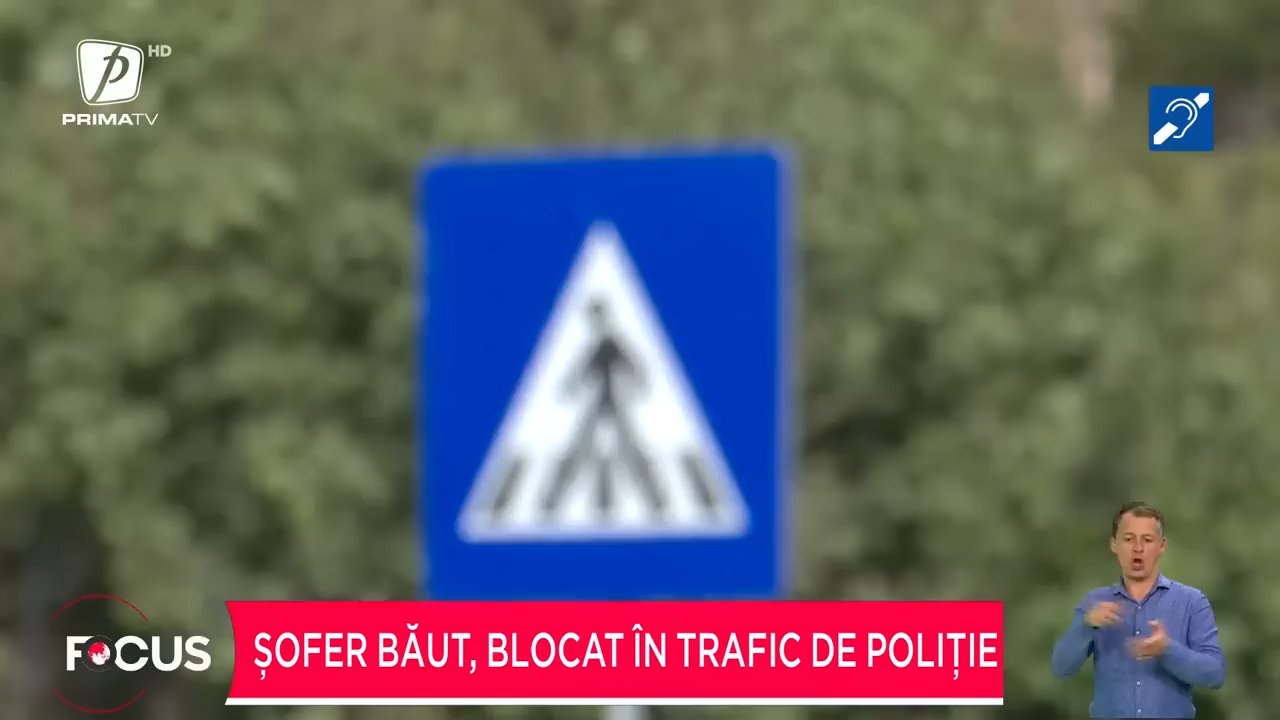 HD
PRIMATV
FOCUS
ȘOFER BĂUT, BLOCAT ÎN TRAFIC DE POLIȚIE